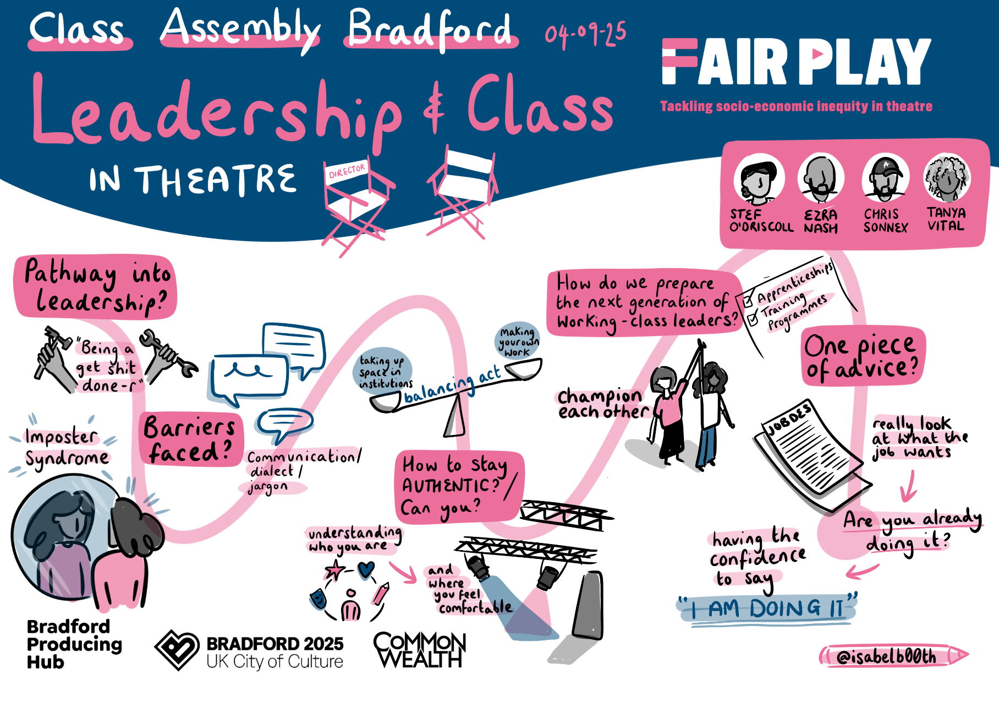 Class Assembly Bradford 04-09-25
Leadership & Class
IN THEATRE
DIRECTOR
FAIR PLAY
Tackling socio-economic inequity in theatre
STEF
O'DRISCOLL
EZRA
NASH
CHRIS
SONNEX
TANYA
VITAL
A
Pathway into
leadership?
"Being a
get shit
done-r"
Imposter
Syndrome
Barriers
faced?
Communication/
dialect/
jargon
taking up
space in
institutions
balancing act
making
your own
work
How to stay
AUTHENTIC?/
Can you?
understanding
who you are
and
where
you feel
comfortable
How do we prepare
the next generation of
working-class leaders?
Apprenticeships
Training
Programmes
champion
each other
One piece
of advice?
JOB DES
really look
at what the
job wants
Are you already
doing it?
having the
confidence
to say
"I AM DOING IT"
Bradford
Producing
Hub
BRADFORD 2025
UK City of Culture
COMMON
WEALTH
@isabelb00th